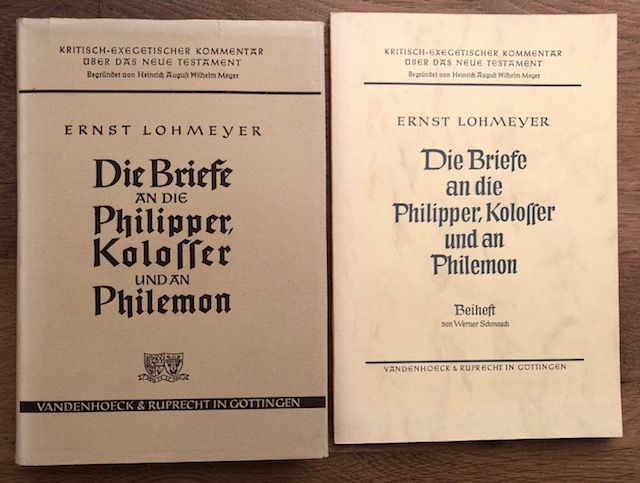 KRITISCH-EXEGETISCHER KOMMENTAR
ÜBER DAS NEUE TESTAMENT
Begründet von Heinrich August Wilhelm Meyer
ERNST LOHMEYER
Die Briefe
AN DIE
Philipper,
Koloſſer
UND AN
Philemon
VANDENHOECK & RUPRECHT IN GÖTTINGEN
KRITISCH-EXEGETISCHER KOMMENTAR
ÜBER DAS NEUE TESTAMENT
Begründet von Heinrich August Wilhelm Meyer
ERNST LOHMEYER
Die Briefe
an die
Philipper, Koloſſer
und an
Philemon
Beiheft
von Werner Schmauch
VANDENHOECK & RUPRECHT IN GÖTTINGEN